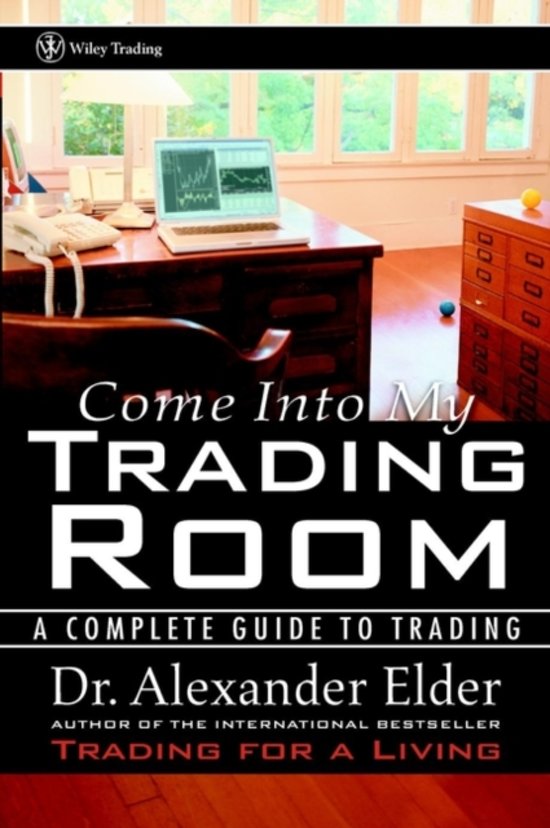 Wiley Trading
Come Into My
TRADING
ROOM
A COMPLETE GUIDE TO TRADING
Dr. Alexander Elder
AUTHOR OF THE INTERNATIONAL BESTSELLER
TRADING FOR A LIVING